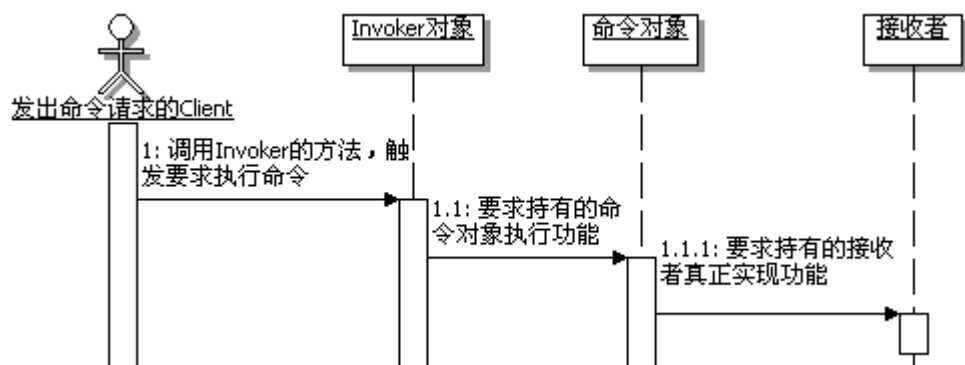 Invoker对象
命令对象
接收者
发出命令请求的Client
1: 调用Invoker的方法，触
发要求执行命令
1.1: 要求持有的命
令对象执行功能
1.1.1: 要求持有的接收
者真正实现功能